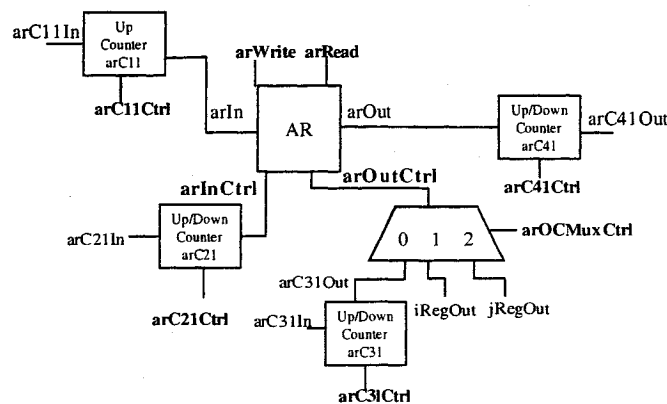 arC11In
Up
Counter
arC11
arC11Ctrl
arWrite
arRead
arIn
AR
arOut
Up/Down
Counter
arC41
arC41Out
arC41Ctrl
arInCtrl
arOutCtrl
arC21In
Up/Down
Counter
arC21
arC21Ctrl
0 1 2
arOCMuxCtrl
arC31Out
iRegOut
jRegOut
arC31In
Up/Down
Counter
arC31
arC31Ctrl